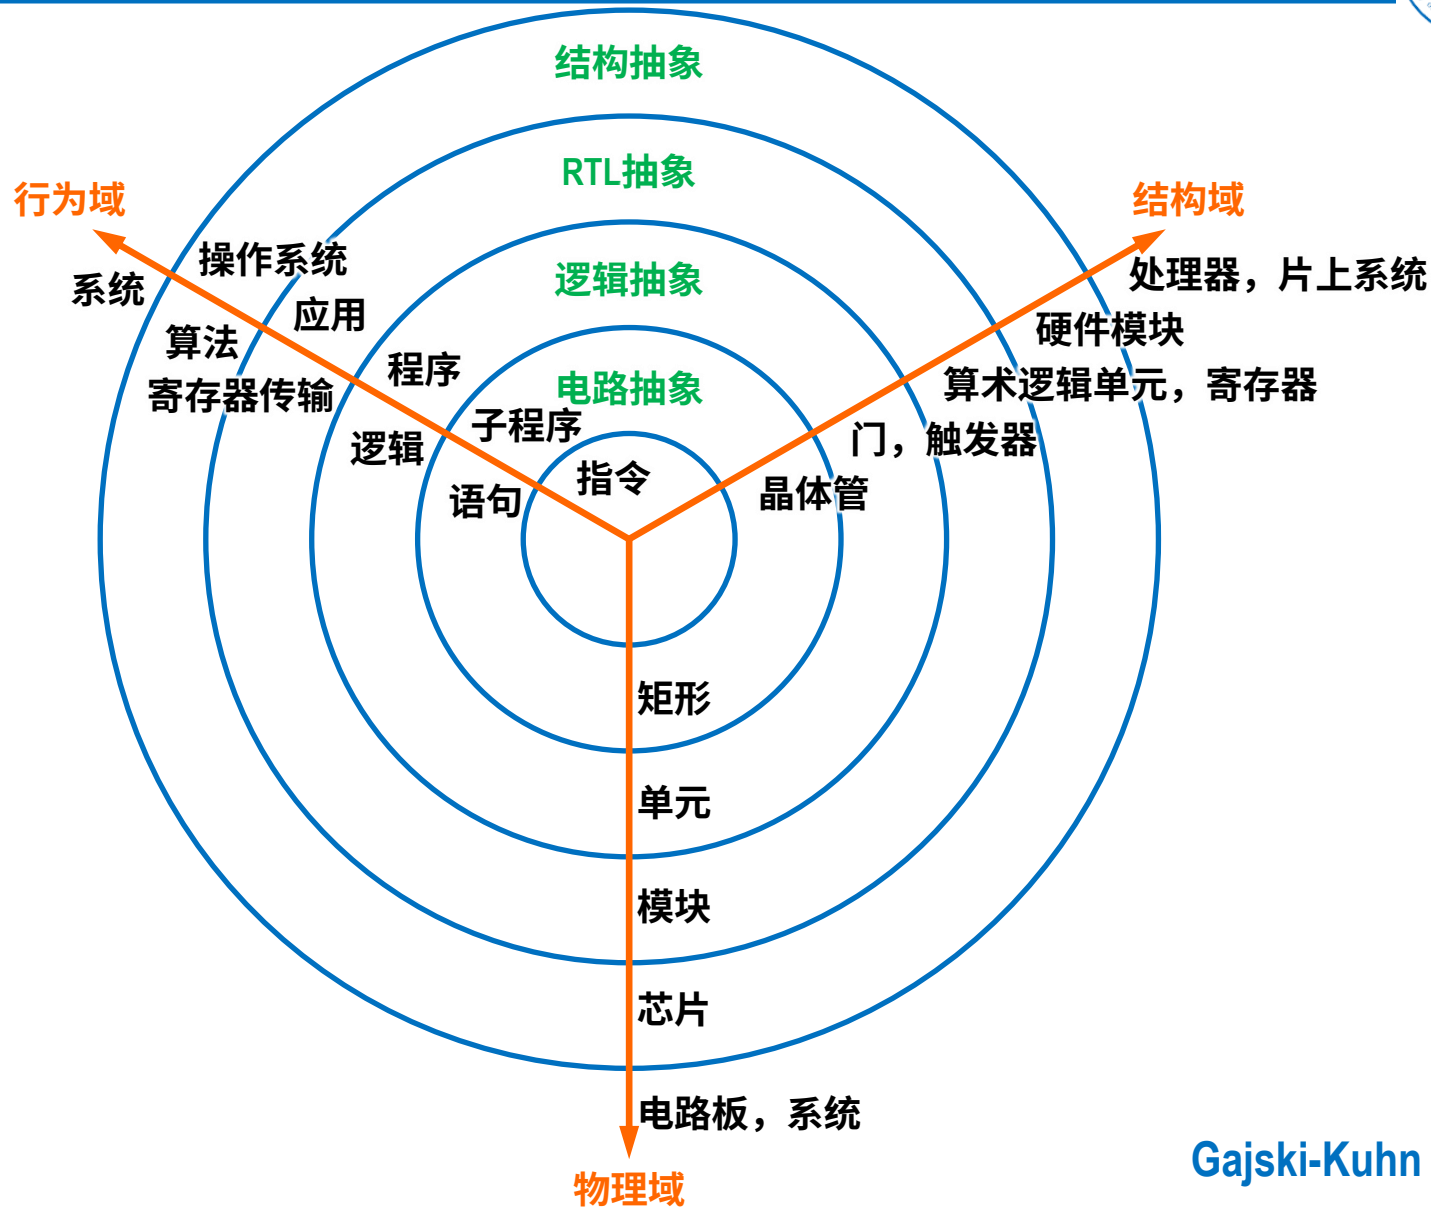 结构抽象
RTL抽象
行为域
结构域
操作系统
处理器，片上系统
系统
逻辑抽象
应用
硬件模块
算法
程序
电路抽象
算术逻辑单元，寄存器
寄存器传输
子程序
门，触发器
逻辑
指令
晶体管
语句
矩形
单元
模块
芯片
电路板，系统
物理域
Gajski-Kuhn